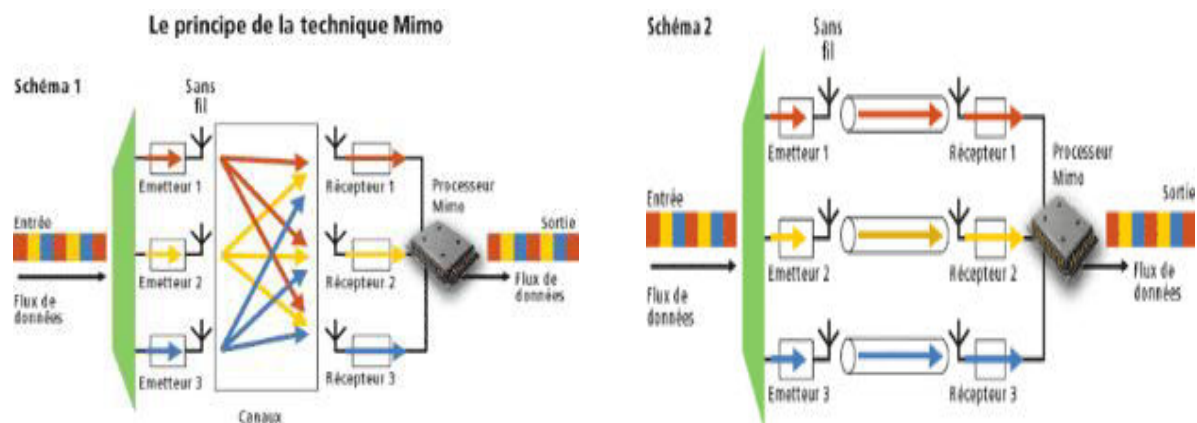 Le principe de la technique Mimo
Schéma 1
Sans
fil
Emetteur 1
Récepteur 1
Processeur
Mimo
Entrée
Sortie
Emetteur 2
Récepteur 2
Flux de
données
Flux de
données
Emetteur 3
Récepteur 3
Canaux
Schéma 2
Sans
fil
Emetteur 1
Récepteur 1
Processeur
Mimo
Entrée
Sortie
Emetteur 2
Récepteur 2
Flux de
données
Flux de
données
Emetteur 3
Récepteur 3